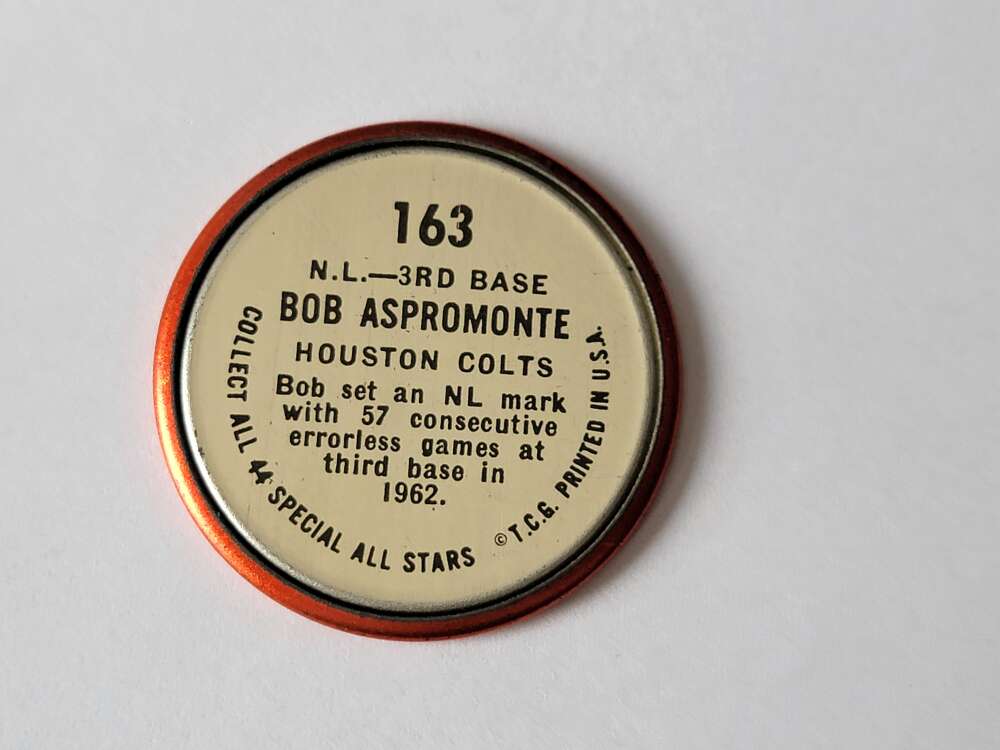 163
N.L.—3RD BASE
BOB ASPROMONTE
HOUSTON COLTS
Bob set an NL mark
with 57 consecutive
errorless games at
third base in
1962.
COLLECT ALL 44 SPECIAL ALL STARS
©T.C.G. PRINTED IN U.S.A.